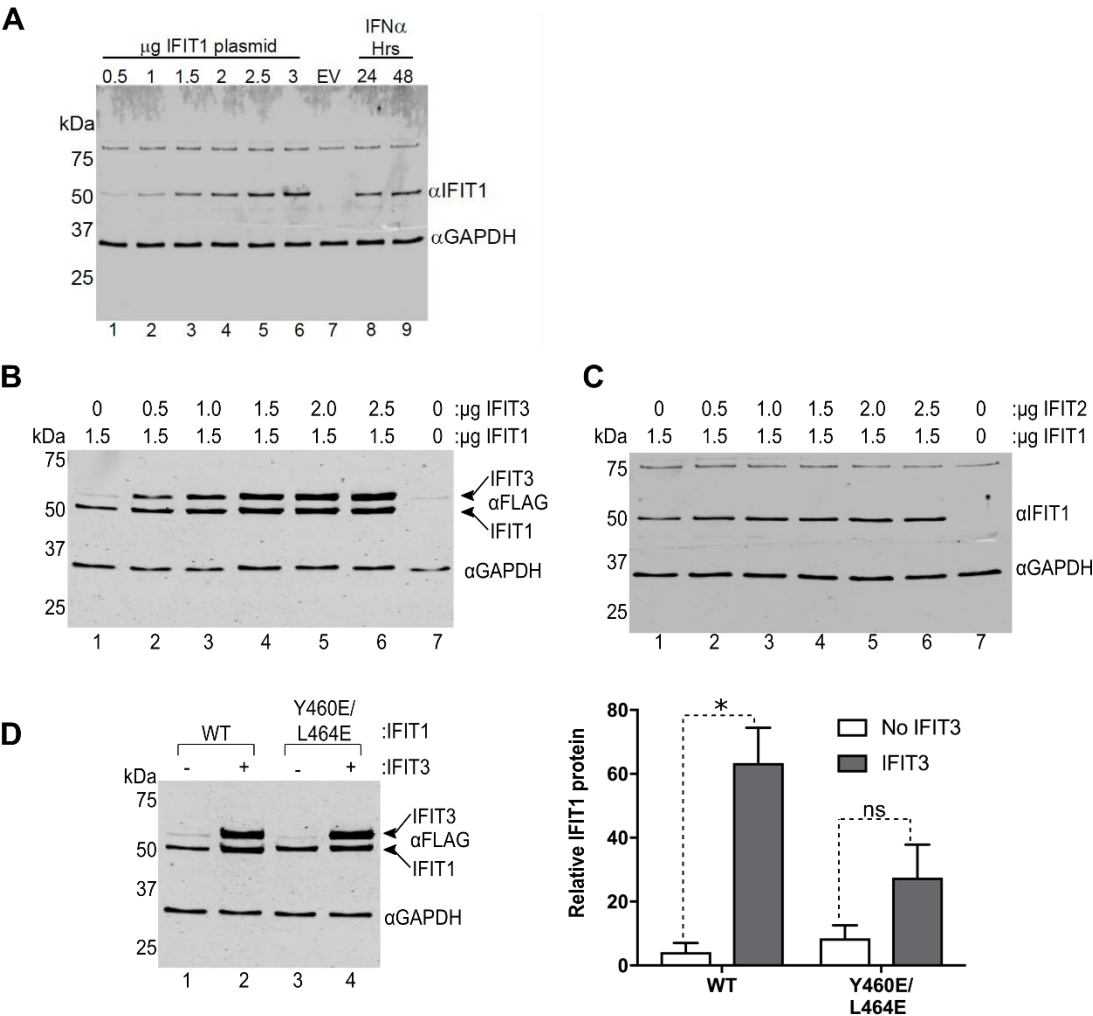 A
μg IFIT1 plasmid
IFNα
Hrs
0.5 1 1.5 2 2.5 3 EV 24 48
kDa
75
50
37
25
αIFIT1
αGAPDH
1 2 3 4 5 6 7 8 9
B
0 0.5 1.0 1.5 2.0 2.5 0 :µg IFIT3
kDa 1.5 1.5 1.5 1.5 1.5 1.5 0 :µg IFIT1
75
50
37
25
IFIT3
αFLAG
IFIT1
αGAPDH
1 2 3 4 5 6 7
C
0 0.5 1.0 1.5 2.0 2.5 0 :µg IFIT2
kDa 1.5 1.5 1.5 1.5 1.5 1.5 0 :µg IFIT1
75
50
37
25
αIFIT1
αGAPDH
1 2 3 4 5 6 7
D
WT
Y460E/
L464E
:IFIT1
- + - + :IFIT3
kDa
75
50
37
25
IFIT3
αFLAG
IFIT1
αGAPDH
1 2 3 4
Relative IFIT1 protein
80
60
40
20
0
*
ns
No IFIT3
IFIT3
WT
Y460E/
L464E